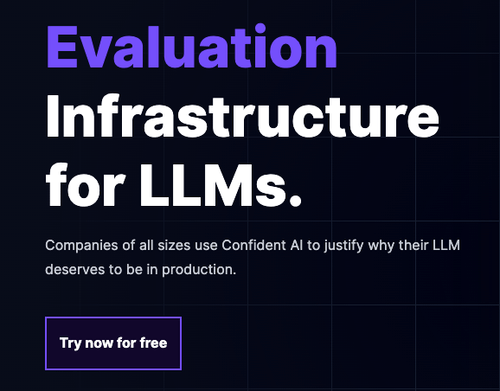 Evaluation
Infrastructure
for LLMs.
Companies of all sizes use Confident AI to justify why their LLM
deserves to be in production.
Try now for free